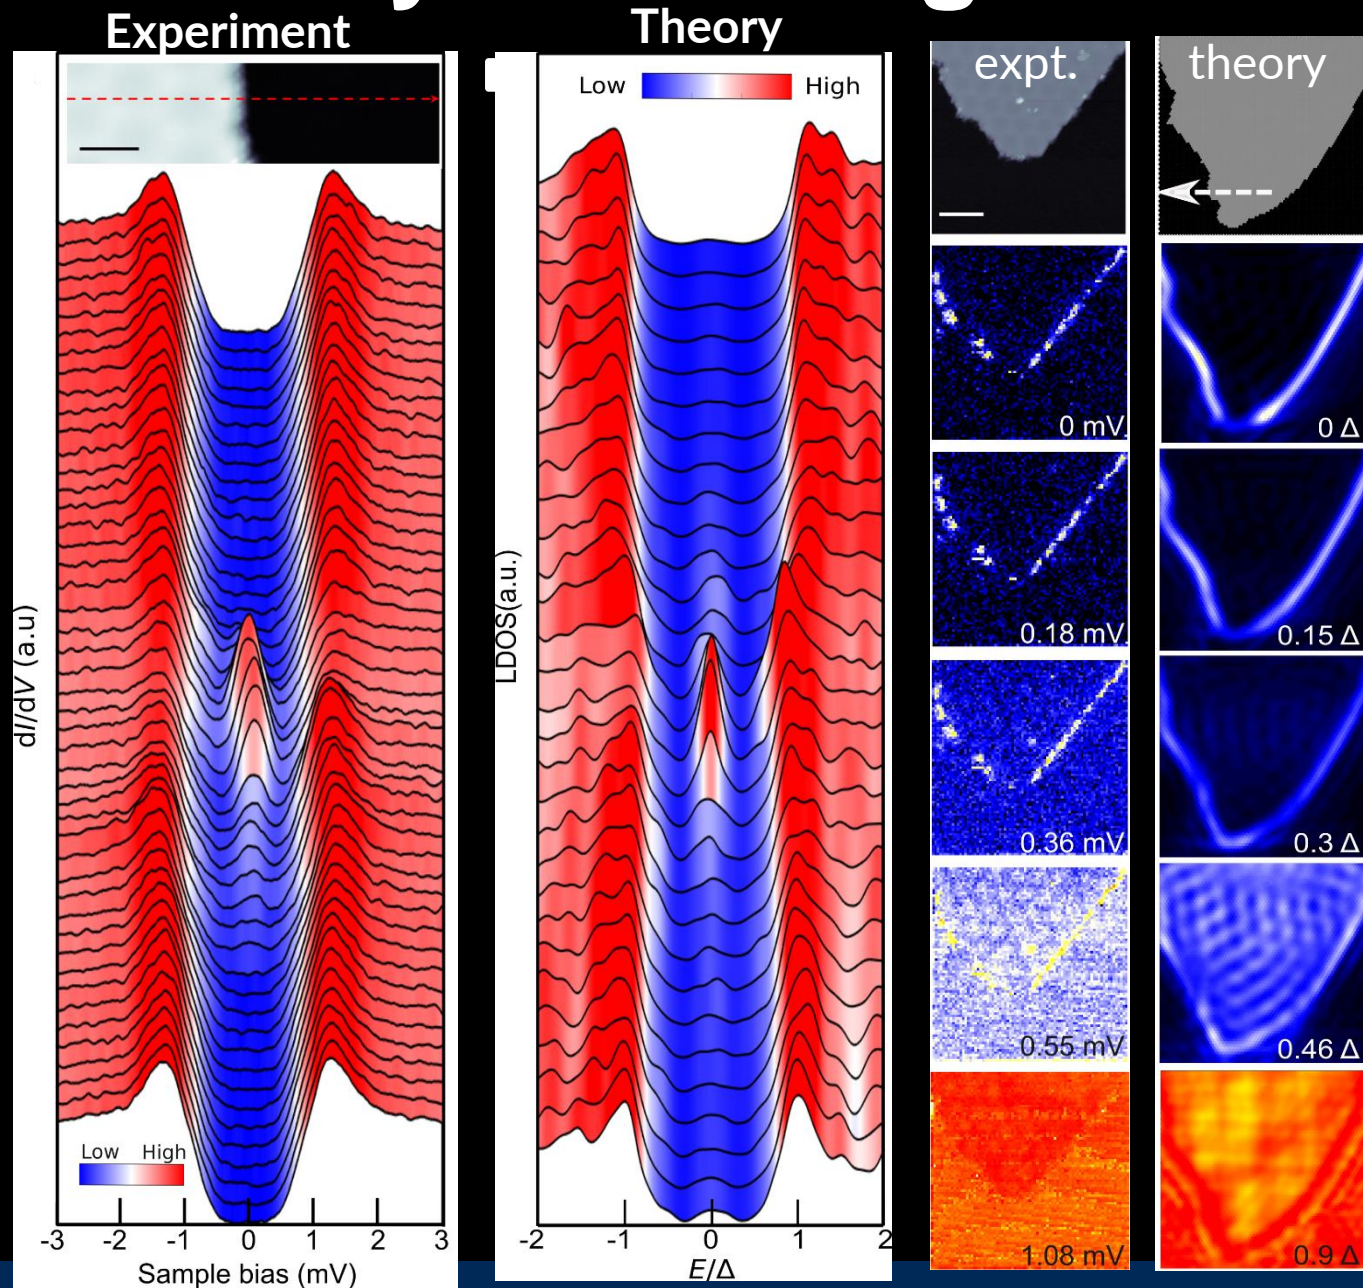 Experiment
Theory
expt.
theory
Low High
Low High
dI/dV (a.u)
-3 -2 -1 0 1 2 3
Sample bias (mV)
LDOS(a.u.)
-2 -1 0 1 2
E/Δ
0 mV
0.18 mV
0.36 mV
0.55 mV
1.08 mV
0 Δ
0.15 Δ
0.3 Δ
0.46 Δ
0.9 Δ